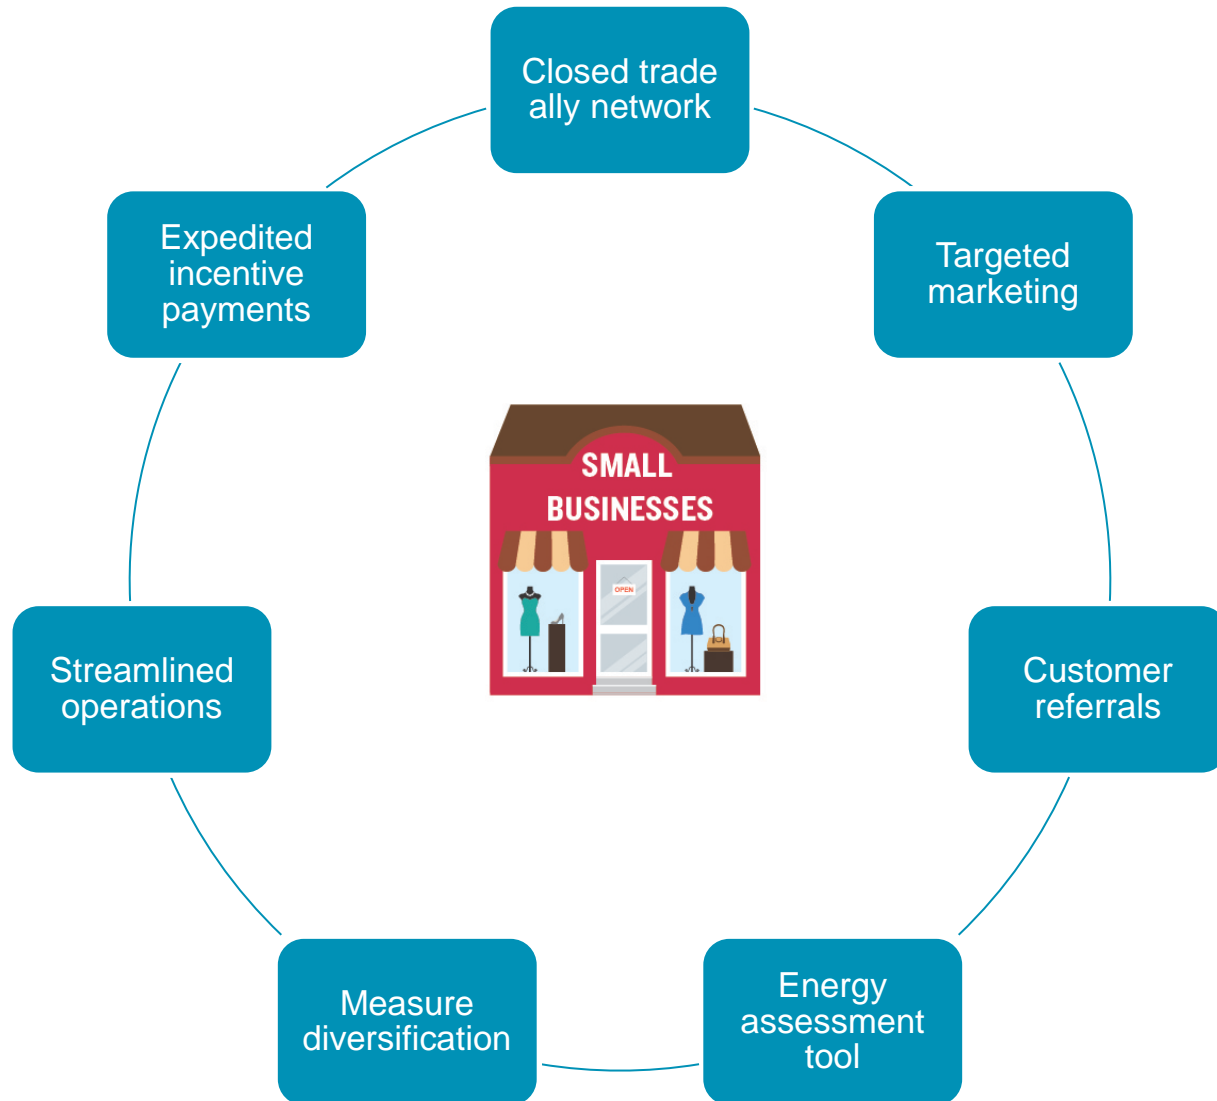 Closed trade
ally network
Targeted
marketing
Customer
referrals
Energy
assessment
tool
Measure
diversification
Streamlined
operations
Expedited
incentive
payments
SMALL
BUSINESSES
OPEN